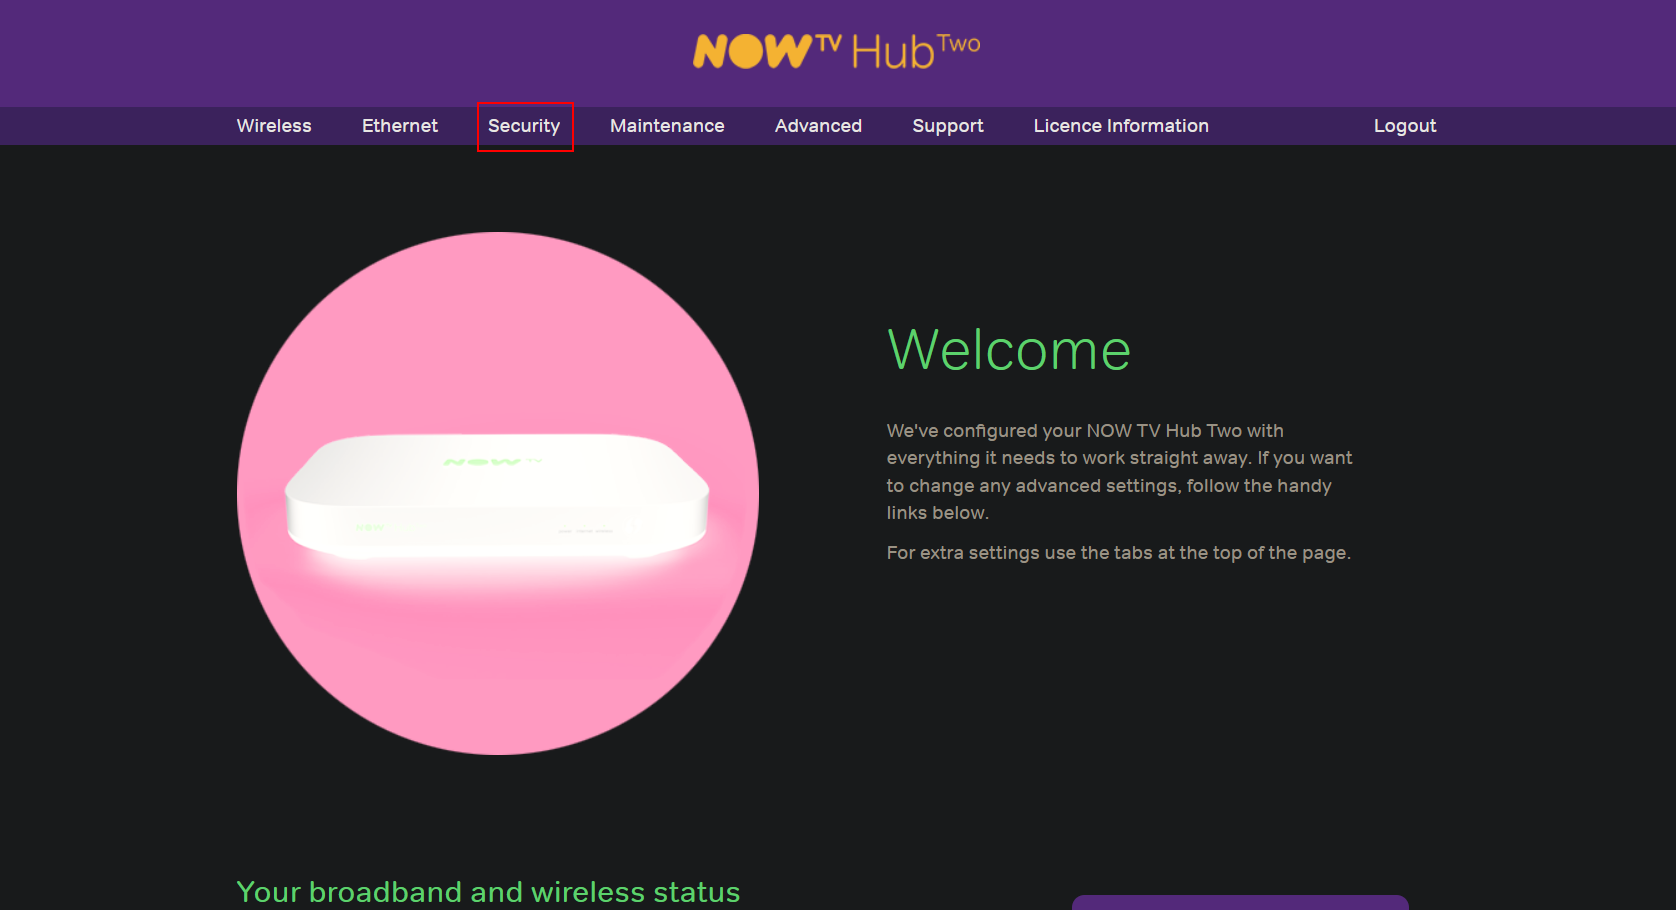 NOW TV Hub Two
Wireless Ethernet Security Maintenance Advanced Support Licence Information Logout
NOW TV
NOW
Welcome
We've configured your NOW TV Hub Two with
everything it needs to work straight away. If you want
to change any advanced settings, follow the handy
links below.
For extra settings use the tabs at the top of the page.
Your broadband and wireless status